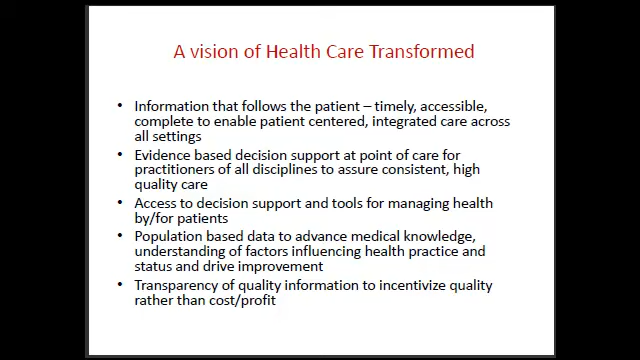 A vision of Health Care Transformed
• Information that follows the patient – timely, accessible,
complete to enable patient centered, integrated care across
all settings
• Evidence based decision support at point of care for
practitioners of all disciplines to assure consistent, high
quality care
• Access to decision support and tools for managing health
by/for patients
• Population based data to advance medical knowledge,
understanding of factors influencing health practice and
status and drive improvement
• Transparency of quality information to incentivize quality
rather than cost/profit